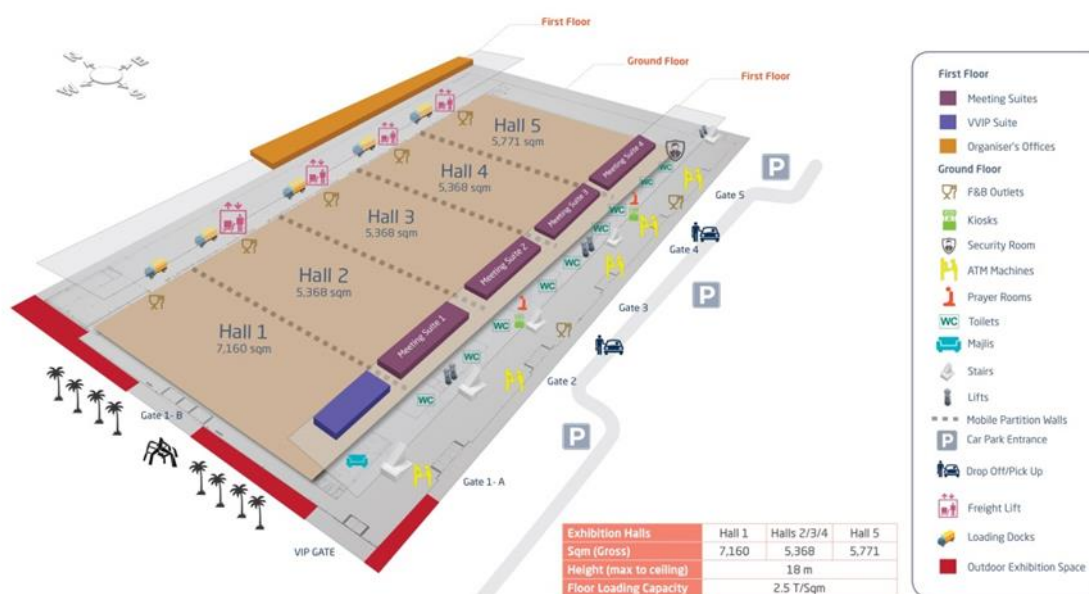 First Floor
Ground Floor
First Floor
N
E
W
S
Hall 5
5,771 sqm
Hall 4
5,368 sqm
Hall 3
5,368 sqm
Hall 2
5,368 sqm
Hall 1
7,160 sqm
Meeting Suite 4
Meeting Suite 3
Meeting Suite 2
Meeting Suite 1
WC
WC
WC
WC
WC
WC
WC
WC
WC
P
P
P
Gate 5
Gate 4
Gate 3
Gate 2
Gate 1- A
Gate 1- B
VIP GATE
First Floor
Meeting Suites
VVIP Suite
Organiser's Offices
Ground Floor
F&B Outlets
Kiosks
Security Room
ATM Machines
Prayer Rooms
WC Toilets
Majlis
Stairs
Lifts
Mobile Partition Walls
P Car Park Entrance
Drop Off/Pick Up
Freight Lift
Loading Docks
Outdoor Exhibition Space
Exhibition Halls Hall 1 Halls 2/3/4 Hall 5
Sqm (Gross) 7,160 5,368 5,771
Height (max to ceiling) 18 m
Floor Loading Capacity 2.5 T/Sqm